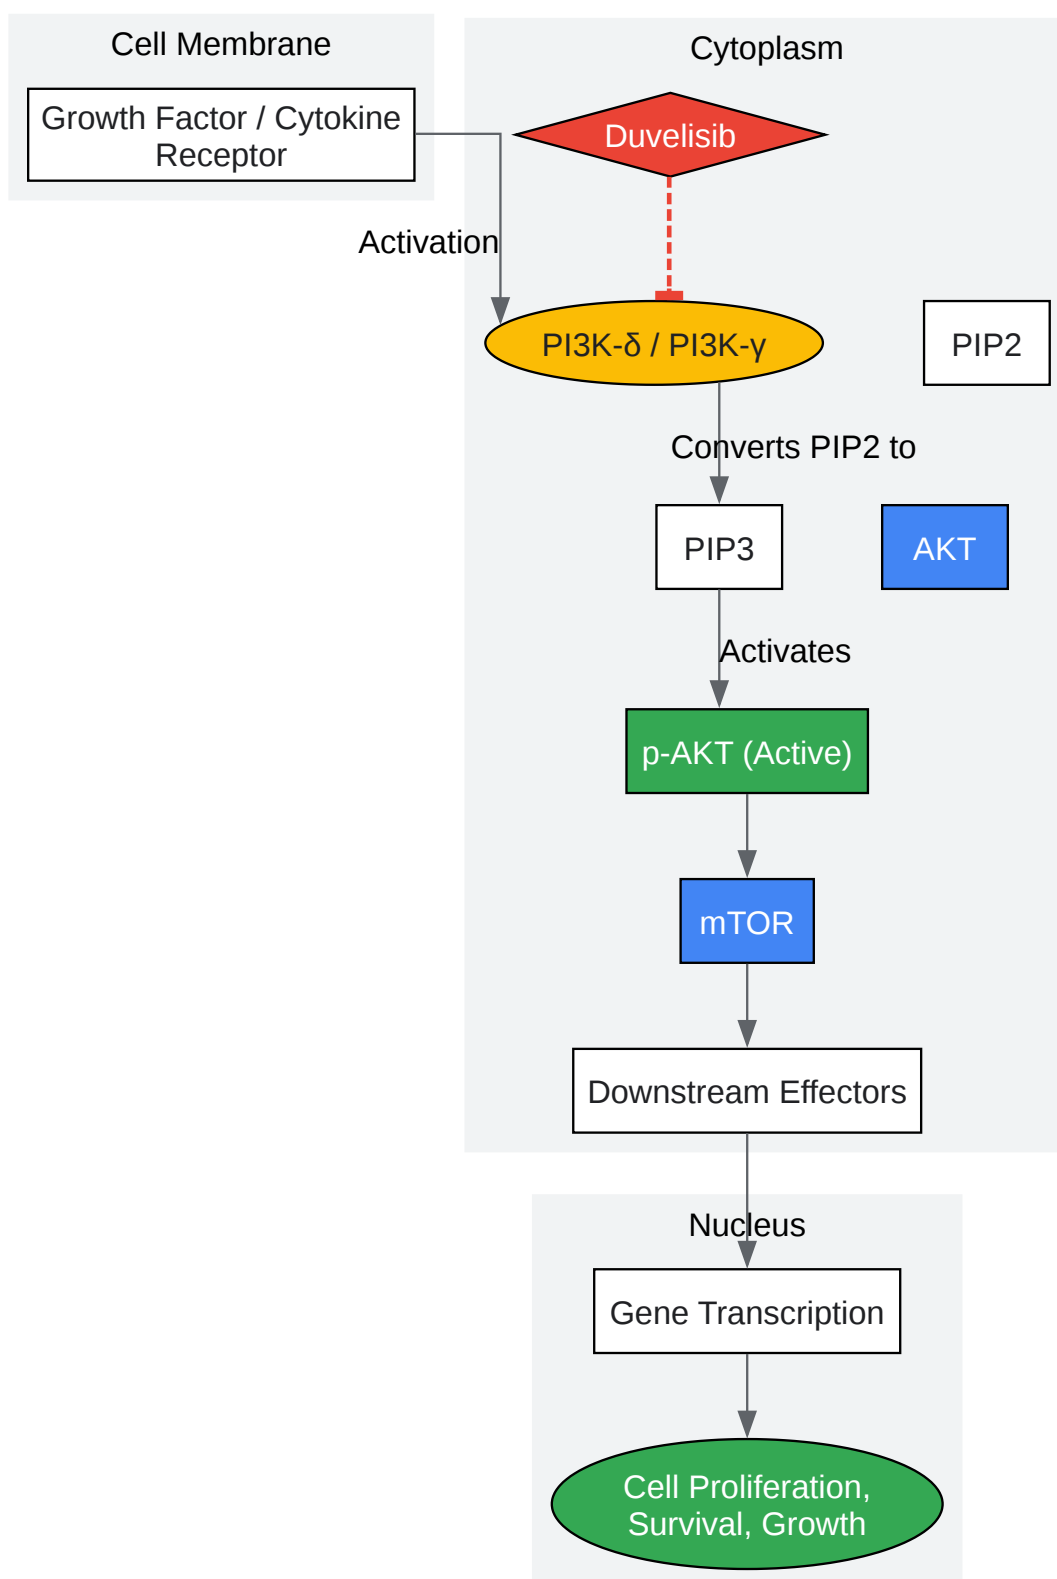 Cell Membrane
Growth Factor / Cytokine
Receptor
Cytoplasm
Duvelisib
Activation
PI3K-δ / PI3K-γ
PIP2
Converts PIP2 to
PIP3
AKT
Activates
p-AKT (Active)
mTOR
Downstream Effectors
Nucleus
Gene Transcription
Cell Proliferation,
Survival, Growth